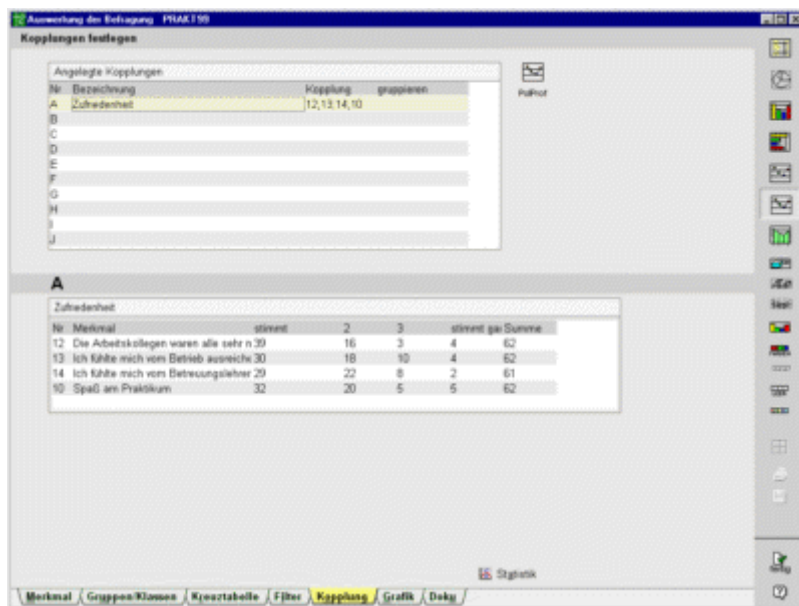 Auswertung der Befragung PRAKT99
Kopplungen festlegen
Angelegte Kopplungen
Nr Bezeichnung Kopplung gruppieren
A Zufriedenheit 12,13,14,10
B
C
D
E
F
G
H
I
J
PolProf
A
Zufriedenheit
Nr Merkmal stimmt 2 3 stimmt gar Summe
12 Die Arbeitskollegen waren alle sehr n 39 16 3 4 62
13 Ich fühlte mich vom Betrieb ausreiche 30 18 10 4 62
14 Ich fühlte mich vom Betreuungslehrer 29 22 8 2 61
10 Spaß am Praktikum 32 20 5 5 62
Statistik
Merkmal Gruppen/Klassen Kreuztabelle Filter Kopplung Grafik Doku
fertig